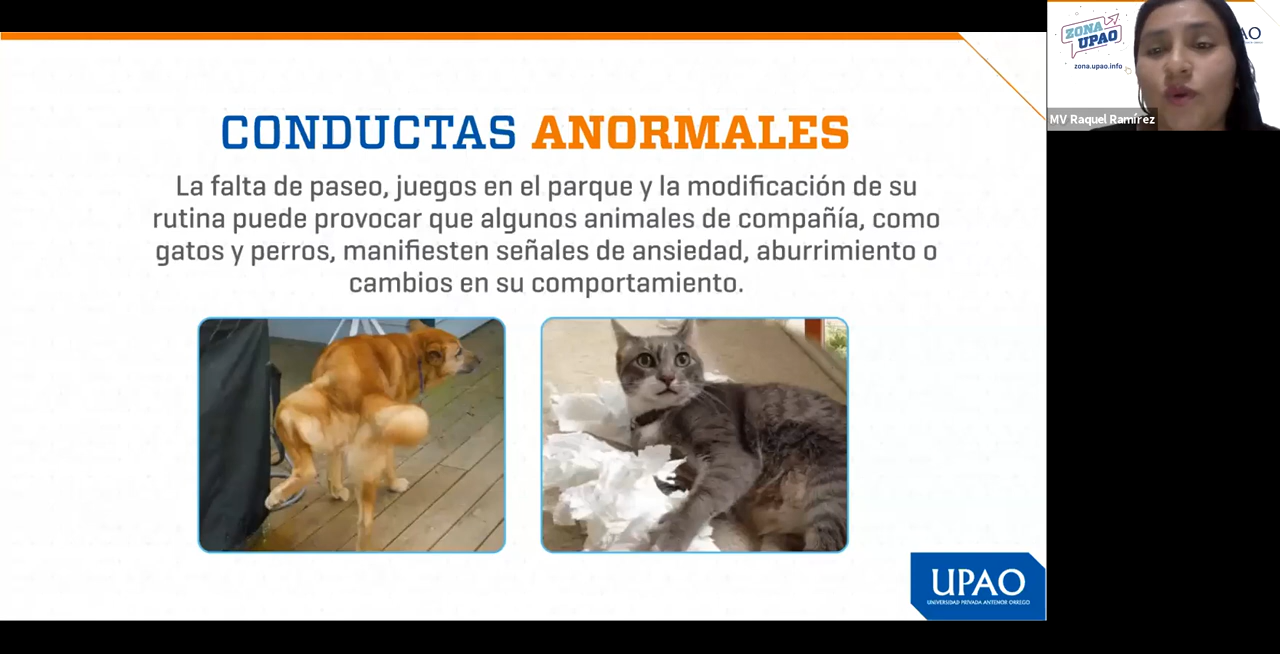 CONDUCTAS ANORMALES
La falta de paseo, juegos en el parque y la modificación de su
rutina puede provocar que algunos animales de compañía, como
gatos y perros, manifiesten señales de ansiedad, aburrimiento o
cambios en su comportamiento.
UPAO
UNIVERSIDAD PRIVADA ANTENOR ORREGO
ZONA
UPAO
zona.upao.info
AO
MV Raquel Ramírez